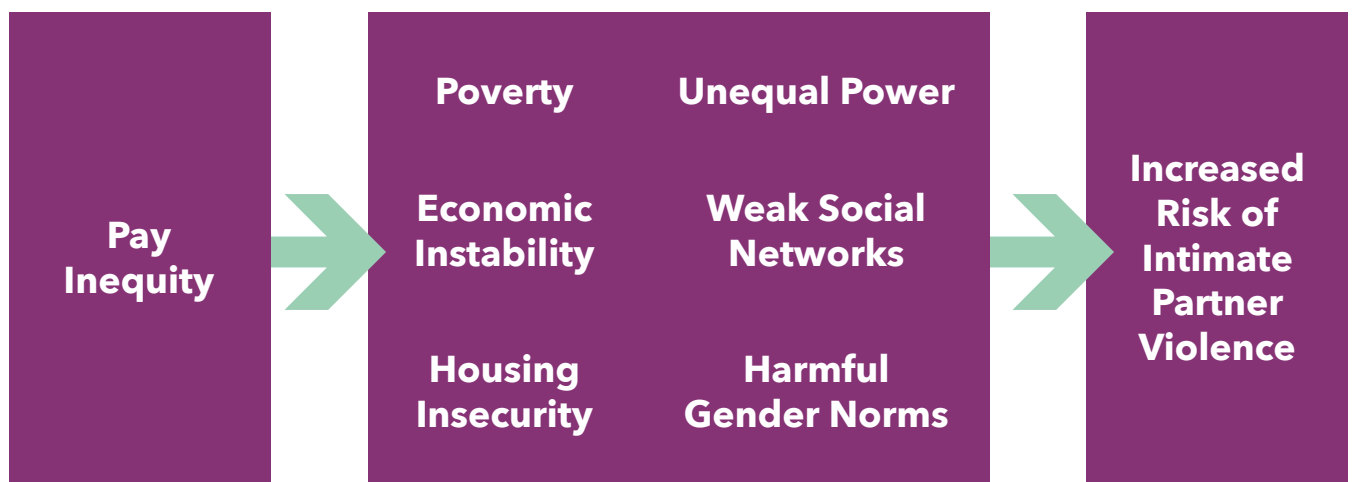 Pay
Inequity
Poverty
Unequal Power
Economic
Instability
Weak Social
Networks
Housing
Insecurity
Harmful
Gender Norms
Increased
Risk of
Intimate
Partner
Violence